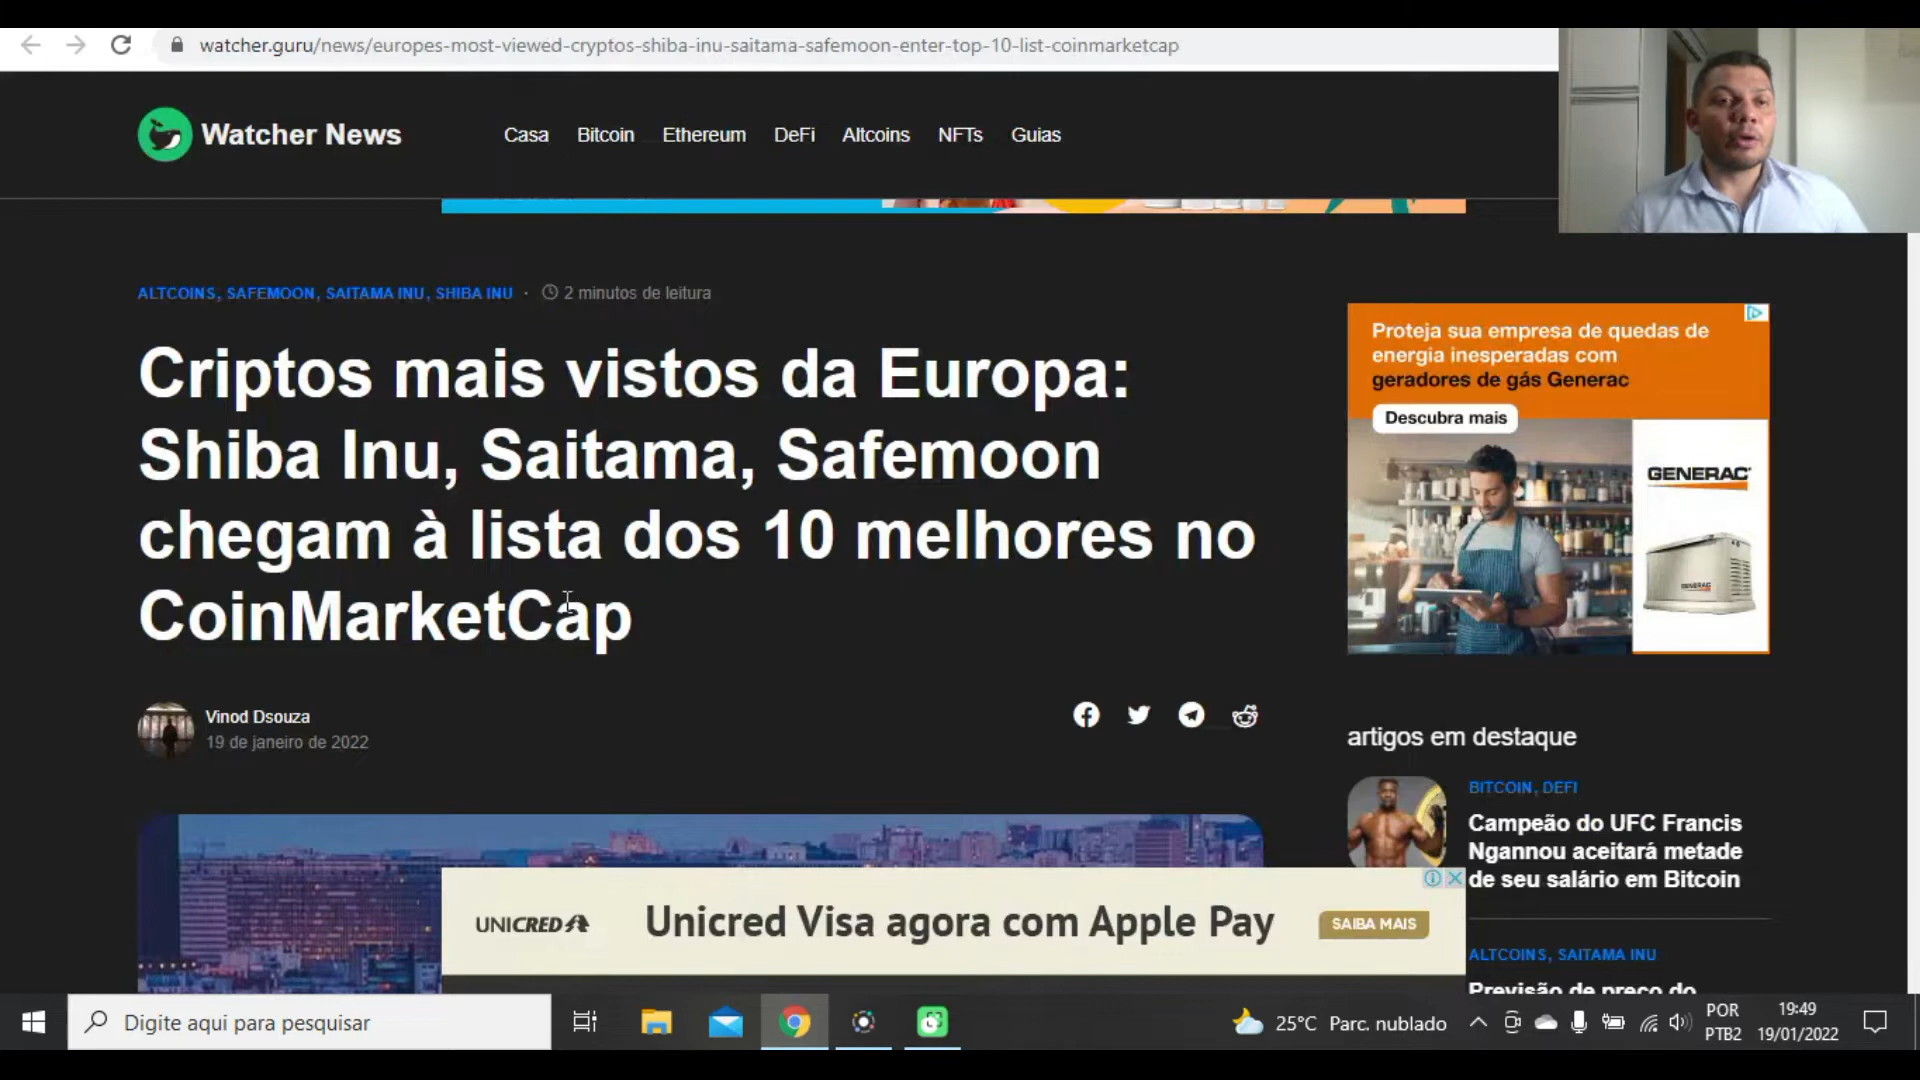 watcher.guru/news/europes-most-viewed-cryptos-shiba-inu-saitama-safemoon-enter-top-10-list-coinmarketcap
Watcher News
Casa Bitcoin Ethereum DeFi Altcoins NFTs Guias
ALTCOINS, SAFEMOON, SAITAMA INU, SHIBA INU · 2 minutos de leitura
Criptos mais vistos da Europa:
Shiba Inu, Saitama, Safemoon
chegam à lista dos 10 melhores no
CoinMarketCap
Vinod Dsouza
19 de janeiro de 2022
Proteja sua empresa de quedas de
energia inesperadas com
geradores de gás Generac
Descubra mais
GENERAC
GENERAC
artigos em destaque
BITCOIN, DEFI
Campeão do UFC Francis
Ngannou aceitará metade
de seu salário em Bitcoin
ALTCOINS, SAITAMA INU
Previsão de preço do
UNICRED
Unicred Visa agora com Apple Pay
SAIBA MAIS
Digite aqui para pesquisar
25°C Parc. nublado
POR
PTB2
19:49
19/01/2022